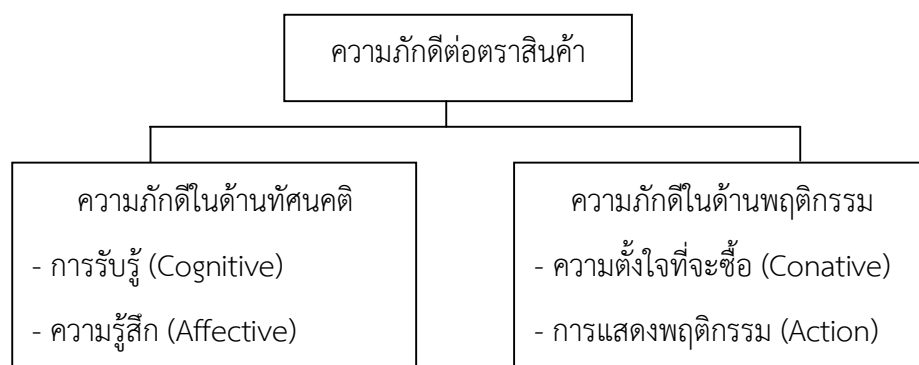 ความภักดีต่อตราสินค้า
ความภักดีในด้านทัศนคติ
- การรับรู้ (Cognitive)
- ความรู้สึก (Affective)
ความภักดีในด้านพฤติกรรม
- ความตั้งใจที่จะซื้อ (Conative)
- การแสดงพฤติกรรม (Action)